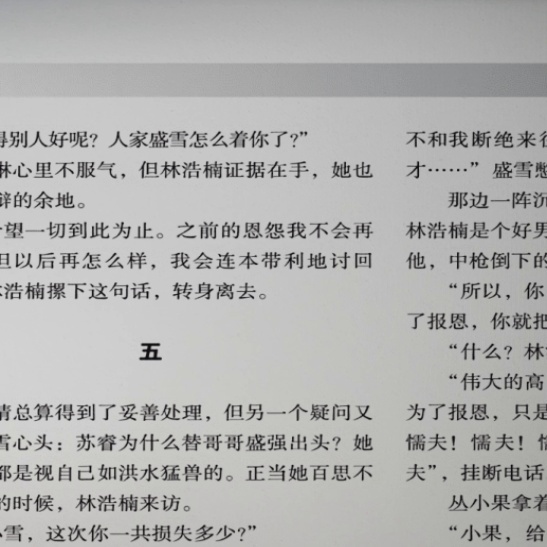 得别人好呢？人家盛雪怎么着你了？”
琳心里不服气，但林浩楠证据在手，她也
辩的余地。
望一切到此为止。之前的恩怨我不会再
但以后再怎么样，我会连本带利地讨回
林浩楠摞下这句话，转身离去。
五
情总算得到了妥善处理，但另一个疑问又
雪心头：苏睿为什么替哥哥盛强出头？她
都是视自己如洪水猛兽的。正当她百思不
的时候，林浩楠来访。
小雪，这次你一共损失多少？”
不和我断绝来往
才……”盛雪憋
那边一阵沉
林浩楠是个好男
他，中枪倒下的
“所以，你
了报恩，你就把
“什么？林
“伟大的高
为了报恩，只是
懦夫！懦夫！懦
夫”，挂断电话
丛小果拿着
“小果，给